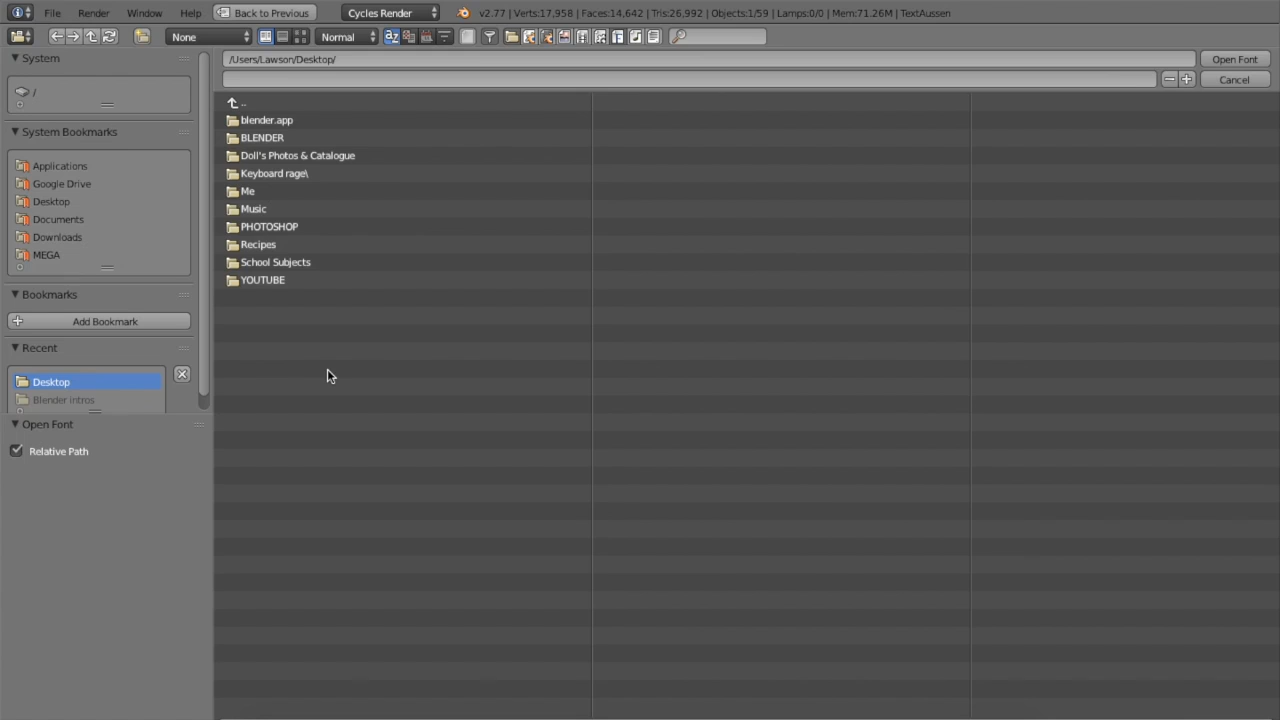 File Render Window Help Back to Previous Cycles Render v2.77 | Verts:17,958 | Faces:14,642 | Tris:26,992 | Objects:1/59 | Lamps:0/0 | Mem:71.26M | TextAussen
None Normal
System
/
System Bookmarks
Applications
Google Drive
Desktop
Documents
Downloads
MEGA
Bookmarks
Add Bookmark
Recent
Desktop
Blender intros
Open Font
Relative Path
/Users/Lawson/Desktop/ Open Font
Cancel
..
blender.app
BLENDER
Doll's Photos & Catalogue
Keyboard rage\
Me
Music
PHOTOSHOP
Recipes
School Subjects
YOUTUBE